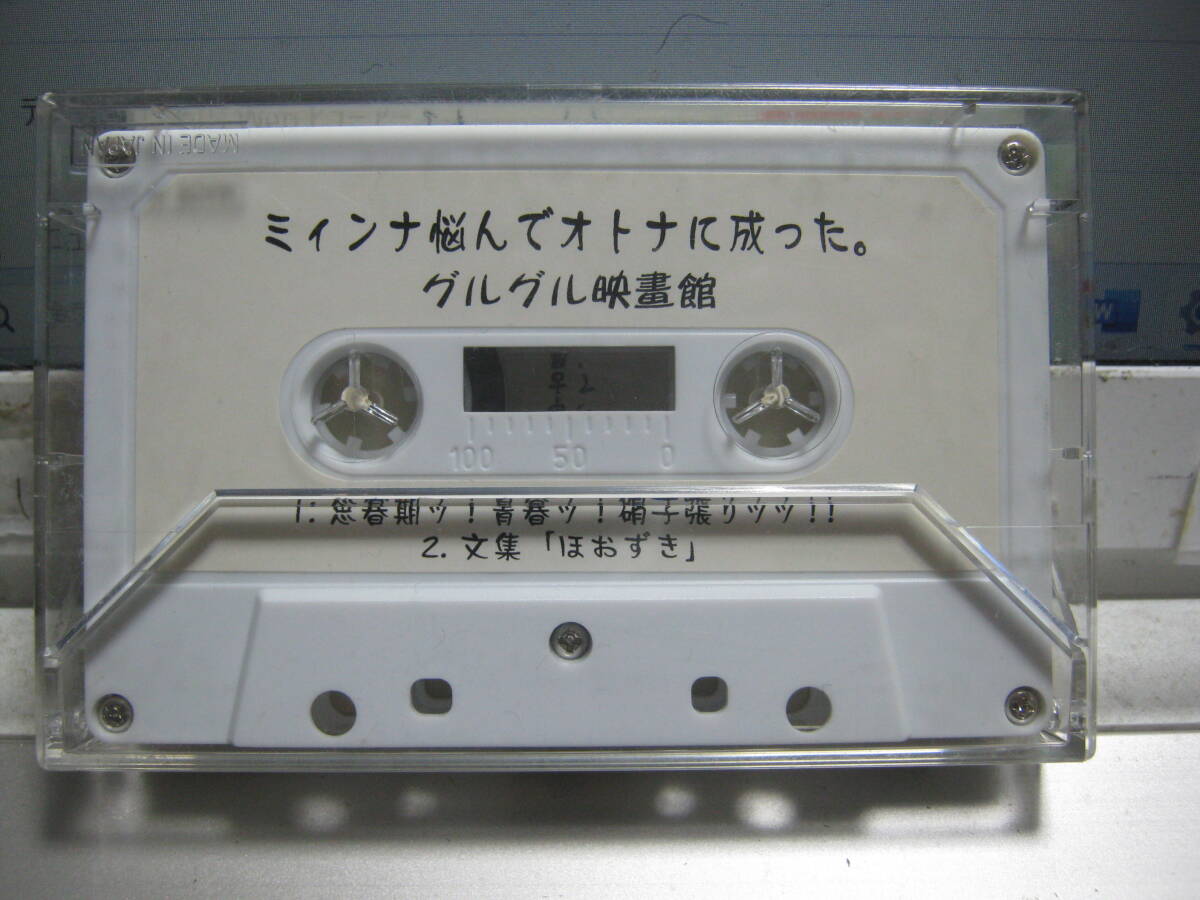 MADE IN JAPAN
ミィンナ悩んでオトナに成った。
グルグル映畫館
100 50 0
1: 思春期ッ!青春ッ!硝子張りッッ!!
2. 文集「ほおずき」
W